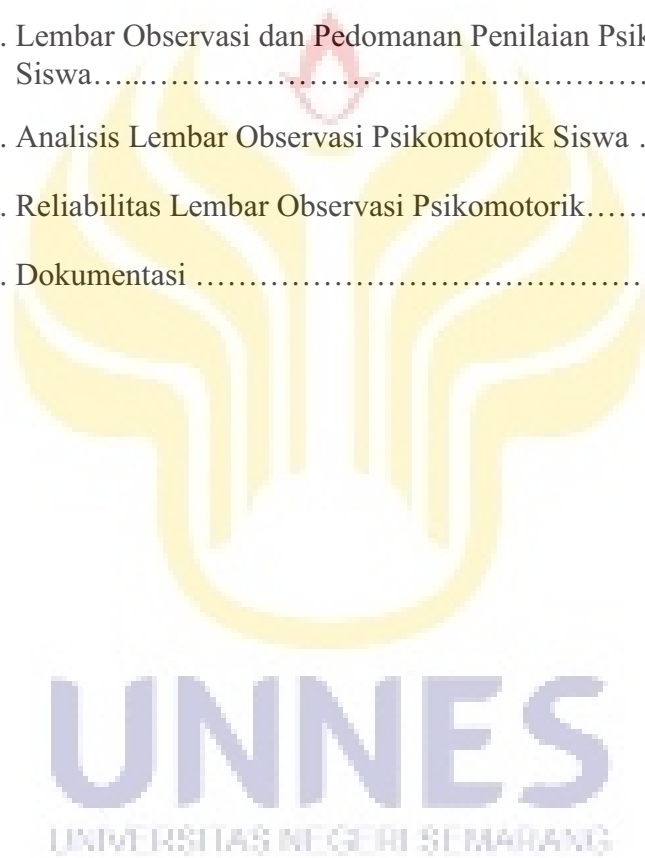 . Lembar Observasi dan Pedomanan Penilaian
Siswa…...……………………………………………
. Analisis Lembar Observasi Psikomotorik Siswa .
. Reliabilitas Lembar Observasi Psikomotorik……
. Dokumentasi ……………………………………
UNNES
UNIVERSITAS NEGERI SEMARANG